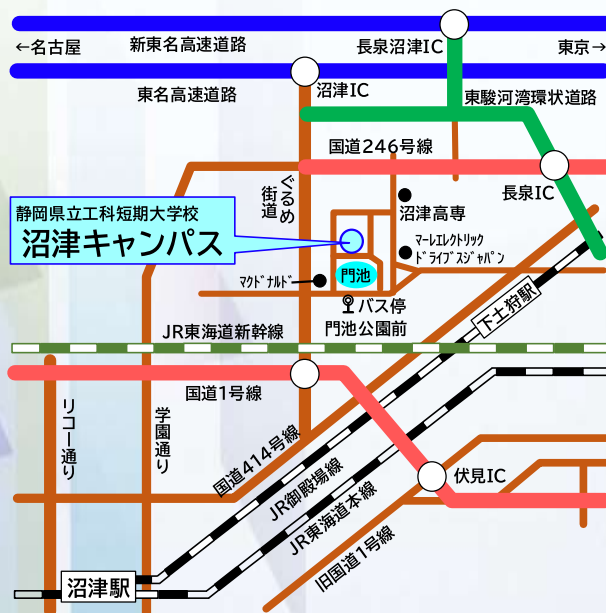 ←名古屋
新東名高速道路
長泉沼津IC
東京→
東名高速道路
沼津IC
東駿河湾環状道路
国道246号線
長泉IC
ぐるめ
街道
静岡県立工科短期大学校
沼津キャンパス
沼津高専
マーレエレクトリック
ドライブスジャパン
マクドナルド
門池
バス停
門池公園前
下土狩駅
JR東海道新幹線
国道1号線
リコー通り
学園通り
国道414号線
JR御殿場線
JR東海道本線
伏見IC
旧国道1号線
沼津駅